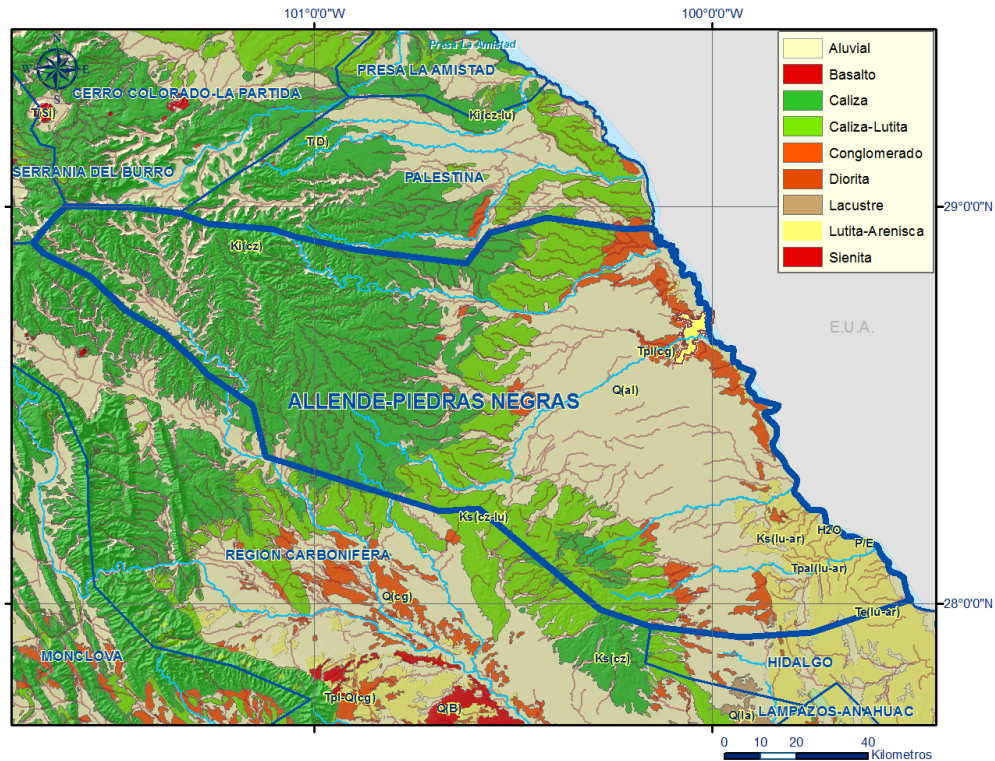 101°0'0"W
100°0'0"W
Presa La Amistad
PRESA LA AMISTAD
N
W
E
S
CERRO COLORADO-LA PARTIDA
T(Si)
Ki(cz-lu)
T(D)
SERRANIA DEL BURRO
PALESTINA
29°0'0"N
Ki(cz)
Aluvial
Basalto
Caliza
Caliza-Lutita
Conglomerado
Diorita
Lacustre
Lutita-Arenisca
Sienita
E.U.A.
Tpl(cg)
Q(al)
ALLENDE-PIEDRAS NEGRAS
Ks(cz-lu)
H2O
Ks(lu-ar)
P/E
REGION CARBONIFERA
Tpal(lu-ar)
Q(cg)
28°0'0"N
Te(lu-ar)
MONCLOVA
Ks(cz)
HIDALGO
Tpl-Q(cg)
Q(B)
Q(la)
LAMPAZOS-ANAHUAC
0 10 20 40
Kilometros